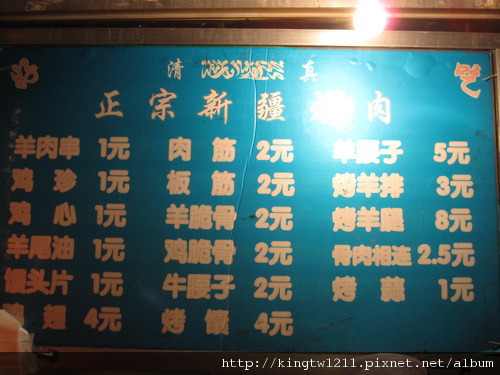 清 真
正宗新疆 肉
羊肉串 1元 肉筋 2元 羊腰子 5元
鸡珍 1元 板筋 2元 烤羊排 3元
鸡心 1元 羊脆骨 2元 烤羊腿 8元
羊尾油 1元 鸡脆骨 2元 骨肉相连 2.5元
馒头片 1元 牛腰子 2元 烤蒜 1元
鸡翅 4元 烤馕 4元
http://kingtw1211.pixnet.net/album